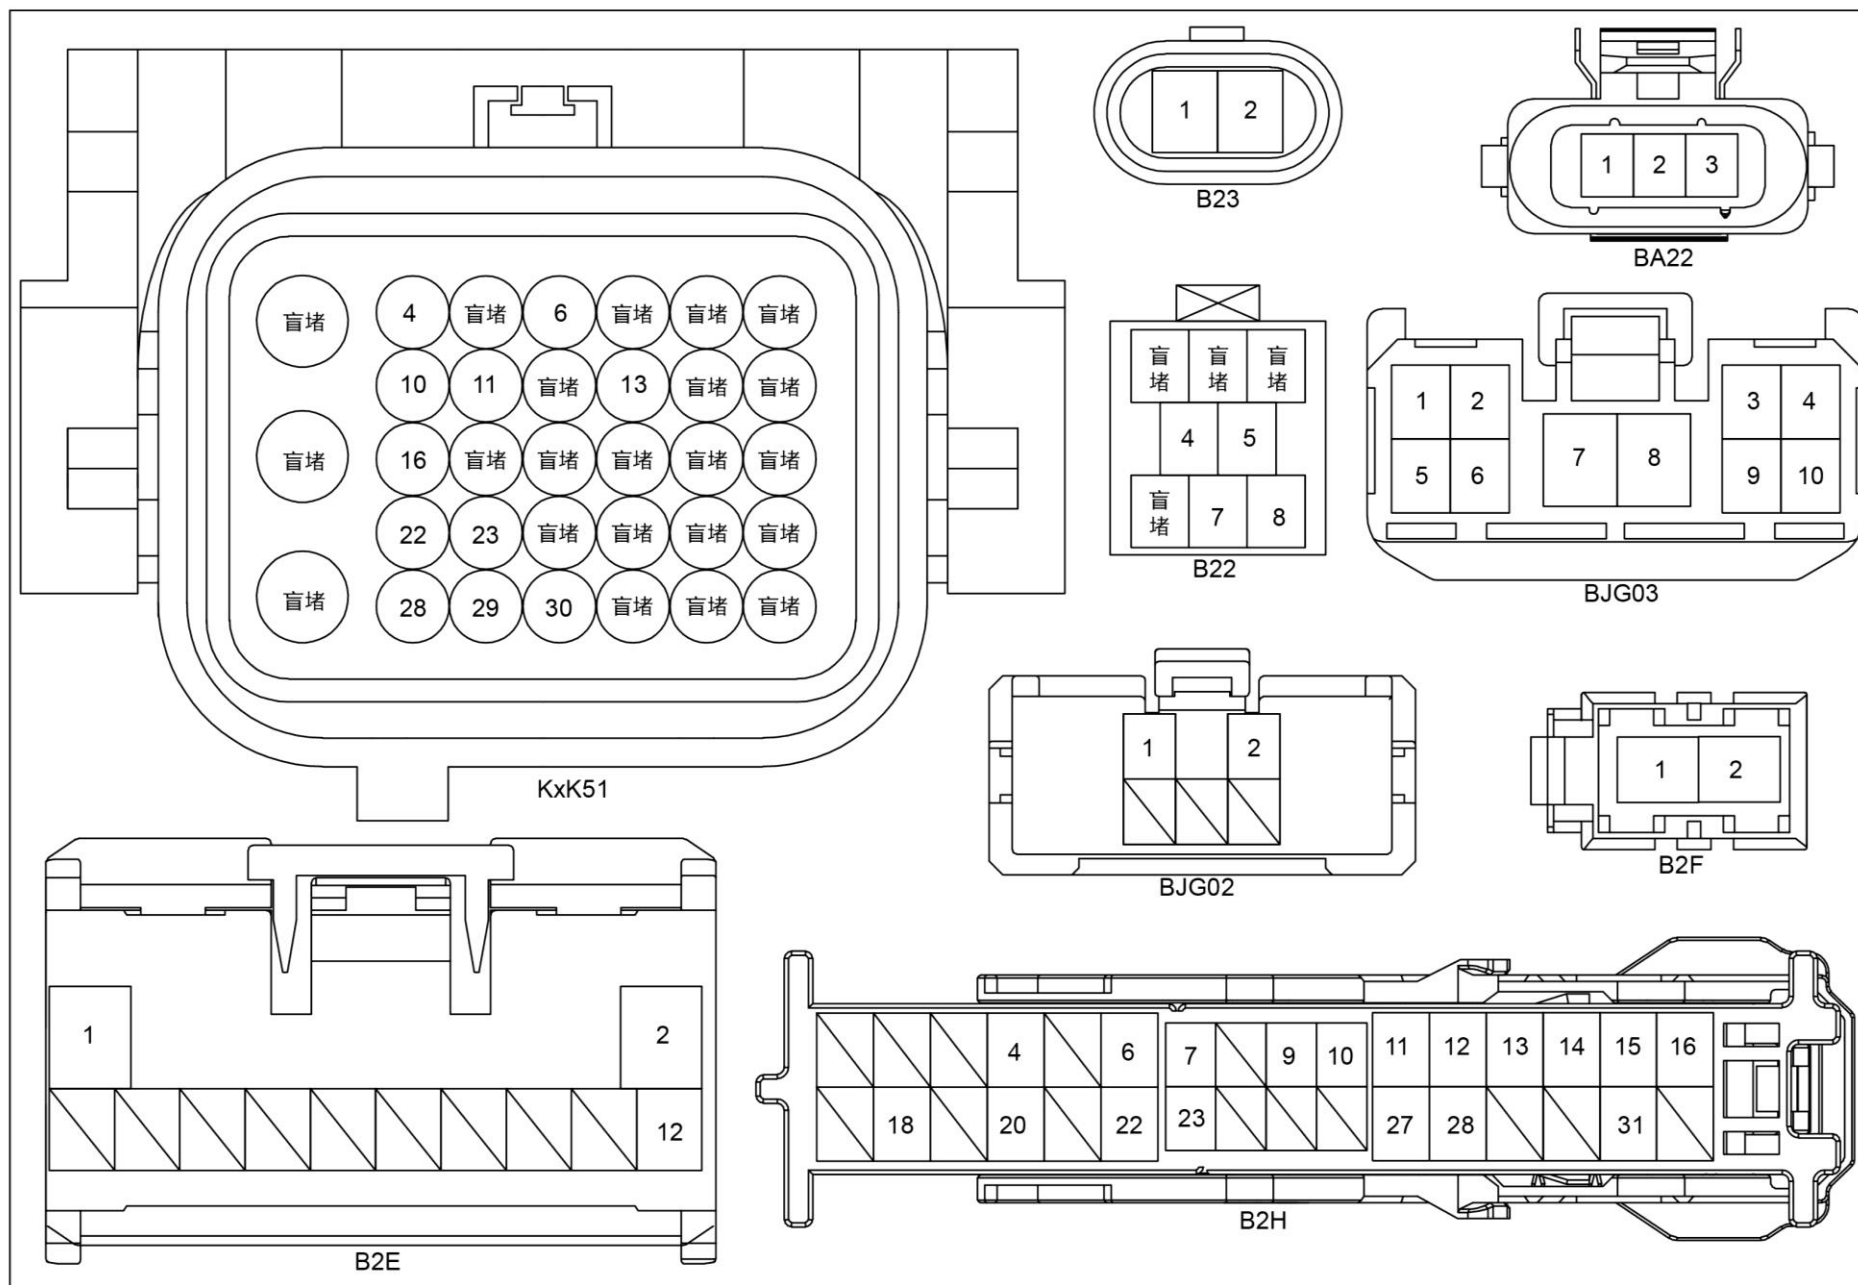 1 2
B23
1 2 3
BA22
盲堵 4 盲堵 6 盲堵 盲堵 盲堵
10 11 盲堵 13 盲堵 盲堵
盲堵 16 盲堵 盲堵 盲堵 盲堵 盲堵
22 23 盲堵 盲堵 盲堵 盲堵
盲堵 28 29 30 盲堵 盲堵 盲堵
KxK51
盲堵 盲堵 盲堵
4 5
盲堵 7 8
B22
1 2 3 4
7 8
5 6 9 10
BJG03
1 2
BJG02
1 2
B2F
1 2
12
B2E
4 6 7 9 10 11 12 13 14 15 16
18 20 22 23 27 28 31
B2H